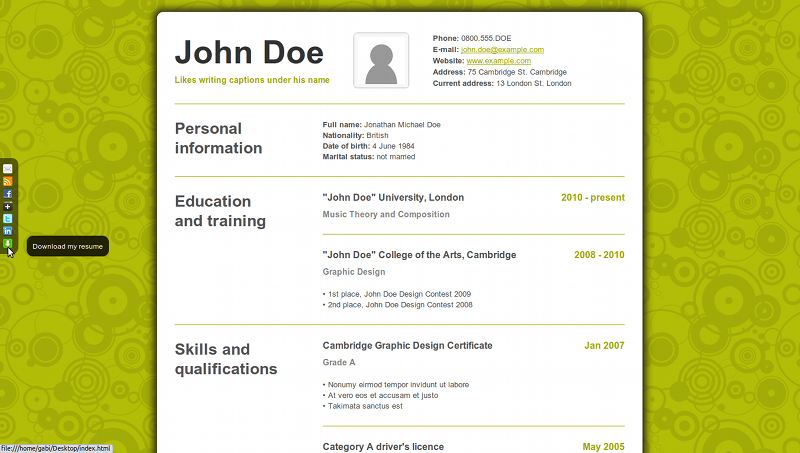 John Doe
Likes writing captions under his name
Phone: 0800.555.DOE
E-mail: john.doe@example.com
Website: www.example.com
Address: 75 Cambridge St. Cambridge
Current address: 13 London St. London
Personal
information
Full name: Jonathan Michael Doe
Nationality: British
Date of birth: 4 June 1984
Marital status: not married
Education
and training
"John Doe" University, London
2010 - present
Music Theory and Composition
"John Doe" College of the Arts, Cambridge
2008 - 2010
Graphic Design
• 1st place, John Doe Design Contest 2009
• 2nd place, John Doe Design Contest 2008
Skills and
qualifications
Cambridge Graphic Design Certificate
Jan 2007
Grade A
• Nonumy eirmod tempor invidunt ut labore
• At vero eos et accusam et justo
• Takimata sanctus est
Category A driver's licence
May 2005
Download my resume
file:///home/gabi/Desktop/index.html